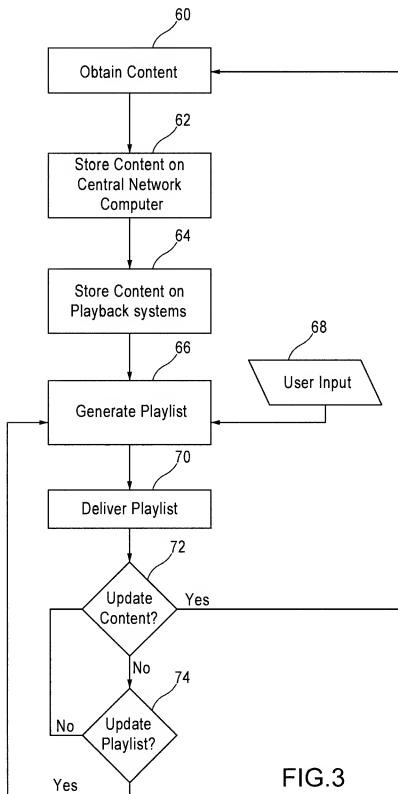 60
Obtain Content
62
Store Content on
Central Network
Computer
64
Store Content on
Playback systems
66
68
User Input
Generate Playlist
70
Deliver Playlist
72
Update
Content?
Yes
No
74
No
Update
Playlist?
Yes
FIG.3